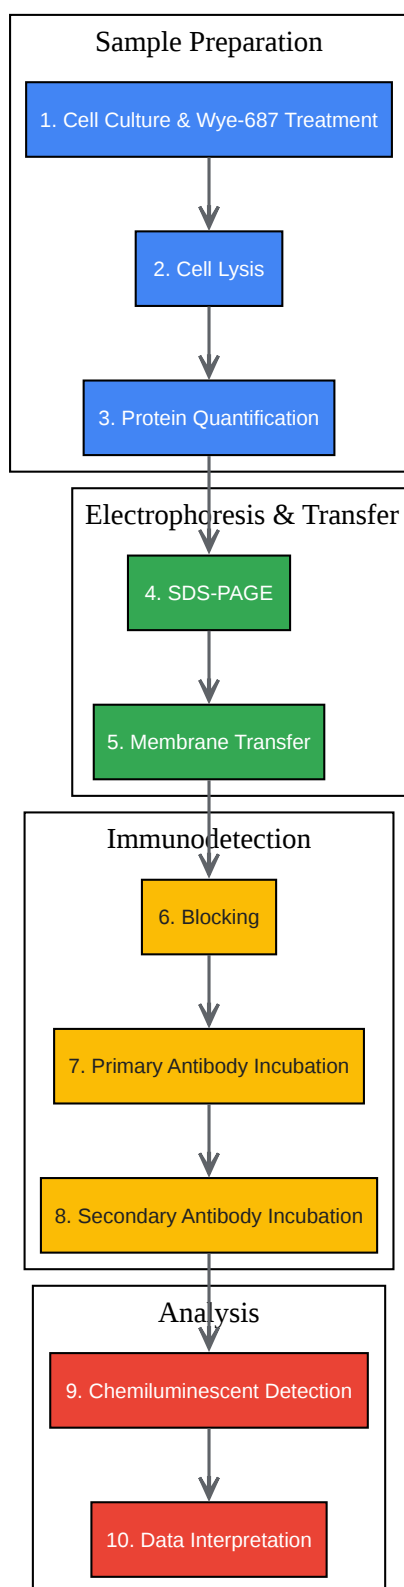 Sample Preparation
1. Cell Culture & Wye-687 Treatment
2. Cell Lysis
3. Protein Quantification
Electrophoresis & Transfer
4. SDS-PAGE
5. Membrane Transfer
Immunodetection
6. Blocking
7. Primary Antibody Incubation
8. Secondary Antibody Incubation
Analysis
9. Chemiluminescent Detection
10. Data Interpretation